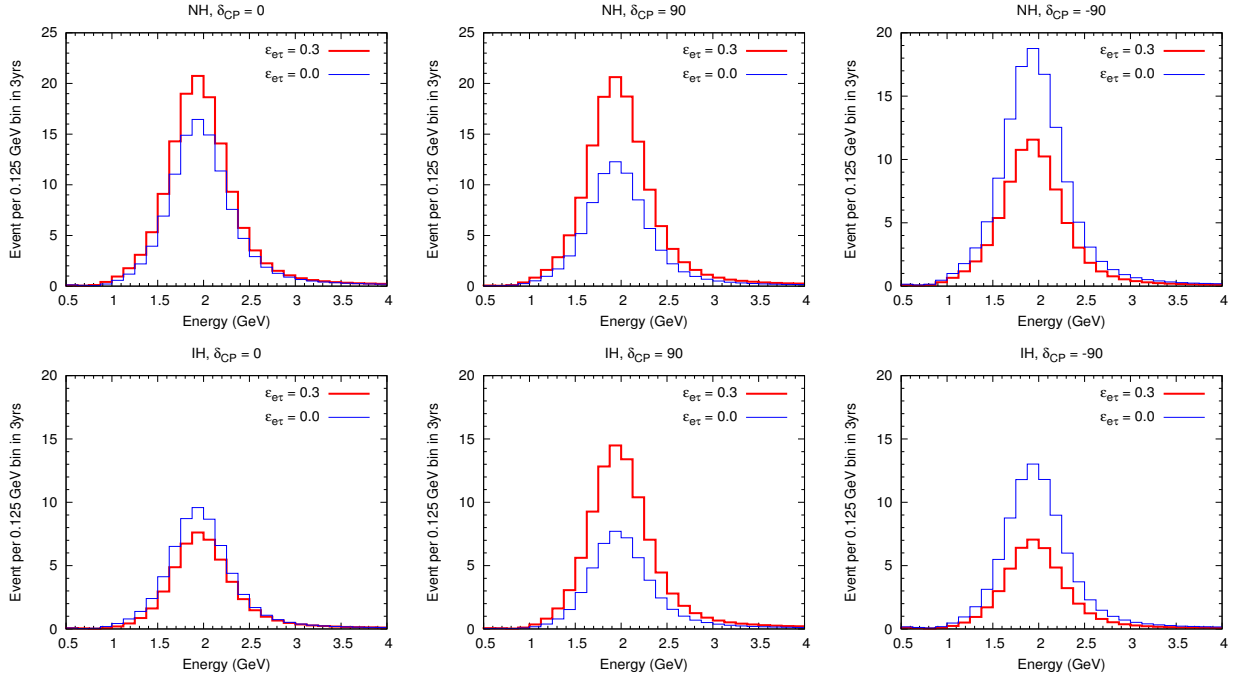 NH, δCP = 0
Event per 0.125 GeV bin in 3yrs
25
20
15
10
5
0
0.5 1 1.5 2 2.5 3 3.5 4
Energy (GeV)
εeτ = 0.3
εeτ = 0.0
NH, δCP = 90
Event per 0.125 GeV bin in 3yrs
25
20
15
10
5
0
0.5 1 1.5 2 2.5 3 3.5 4
Energy (GeV)
εeτ = 0.3
εeτ = 0.0
NH, δCP = -90
Event per 0.125 GeV bin in 3yrs
20
15
10
5
0
0.5 1 1.5 2 2.5 3 3.5 4
Energy (GeV)
εeτ = 0.3
εeτ = 0.0
IH, δCP = 0
Event per 0.125 GeV bin in 3yrs
20
15
10
5
0
0.5 1 1.5 2 2.5 3 3.5 4
Energy (GeV)
εeτ = 0.3
εeτ = 0.0
IH, δCP = 90
Event per 0.125 GeV bin in 3yrs
20
15
10
5
0
0.5 1 1.5 2 2.5 3 3.5 4
Energy (GeV)
εeτ = 0.3
εeτ = 0.0
IH, δCP = -90
Event per 0.125 GeV bin in 3yrs
20
15
10
5
0
0.5 1 1.5 2 2.5 3 3.5 4
Energy (GeV)
εeτ = 0.3
εeτ = 0.0